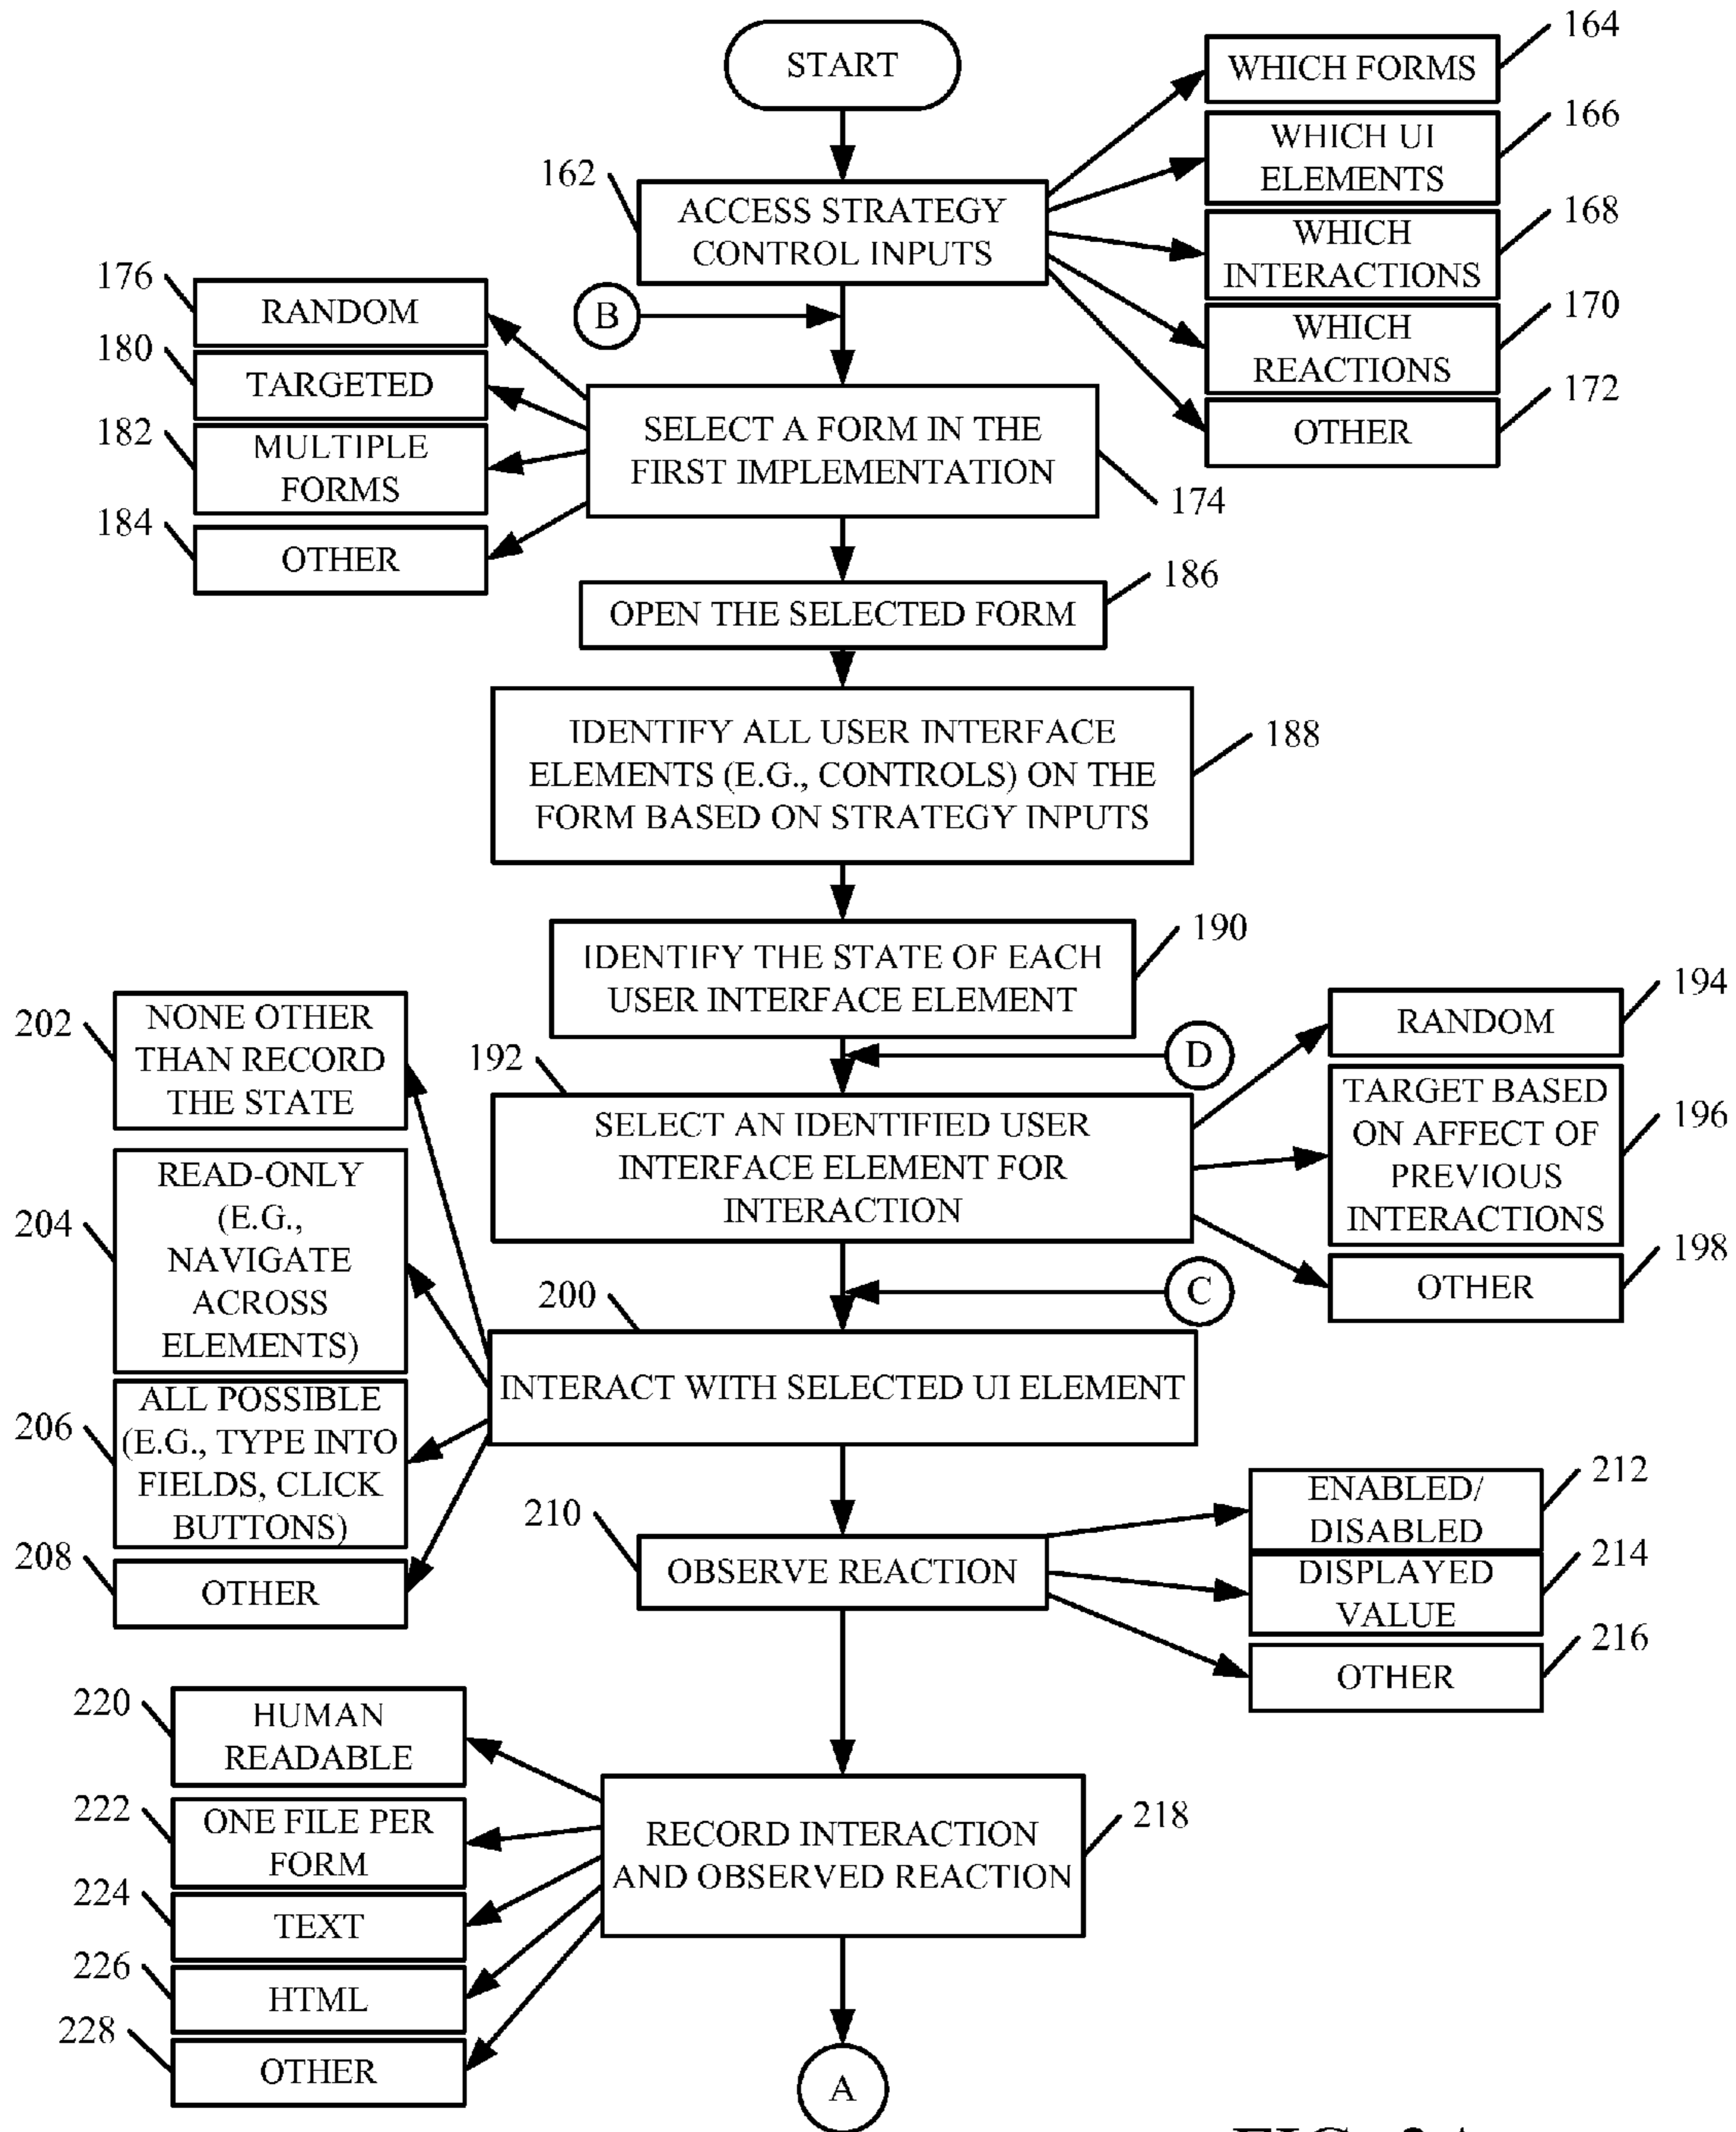 START
WHICH FORMS
164
WHICH UI
ELEMENTS
166
162
ACCESS STRATEGY
CONTROL INPUTS
WHICH
INTERACTIONS
168
WHICH
REACTIONS
170
OTHER
172
B
176
RANDOM
180
TARGETED
182
MULTIPLE
FORMS
184
OTHER
SELECT A FORM IN THE
FIRST IMPLEMENTATION
174
OPEN THE SELECTED FORM
186
IDENTIFY ALL USER INTERFACE
ELEMENTS (E.G., CONTROLS) ON THE
FORM BASED ON STRATEGY INPUTS
188
IDENTIFY THE STATE OF EACH
USER INTERFACE ELEMENT
190
D
192
SELECT AN IDENTIFIED USER
INTERFACE ELEMENT FOR
INTERACTION
RANDOM
194
TARGET BASED
ON AFFECT OF
PREVIOUS
INTERACTIONS
196
OTHER
198
C
202
NONE OTHER
THAN RECORD
THE STATE
204
READ-ONLY
(E.G.,
NAVIGATE
ACROSS
ELEMENTS)
206
ALL POSSIBLE
(E.G., TYPE INTO
FIELDS, CLICK
BUTTONS)
208
OTHER
200
INTERACT WITH SELECTED UI ELEMENT
210
OBSERVE REACTION
ENABLED/
DISABLED
212
DISPLAYED
VALUE
214
OTHER
216
220
HUMAN
READABLE
222
ONE FILE PER
FORM
224
TEXT
226
HTML
228
OTHER
RECORD INTERACTION
AND OBSERVED REACTION
218
A